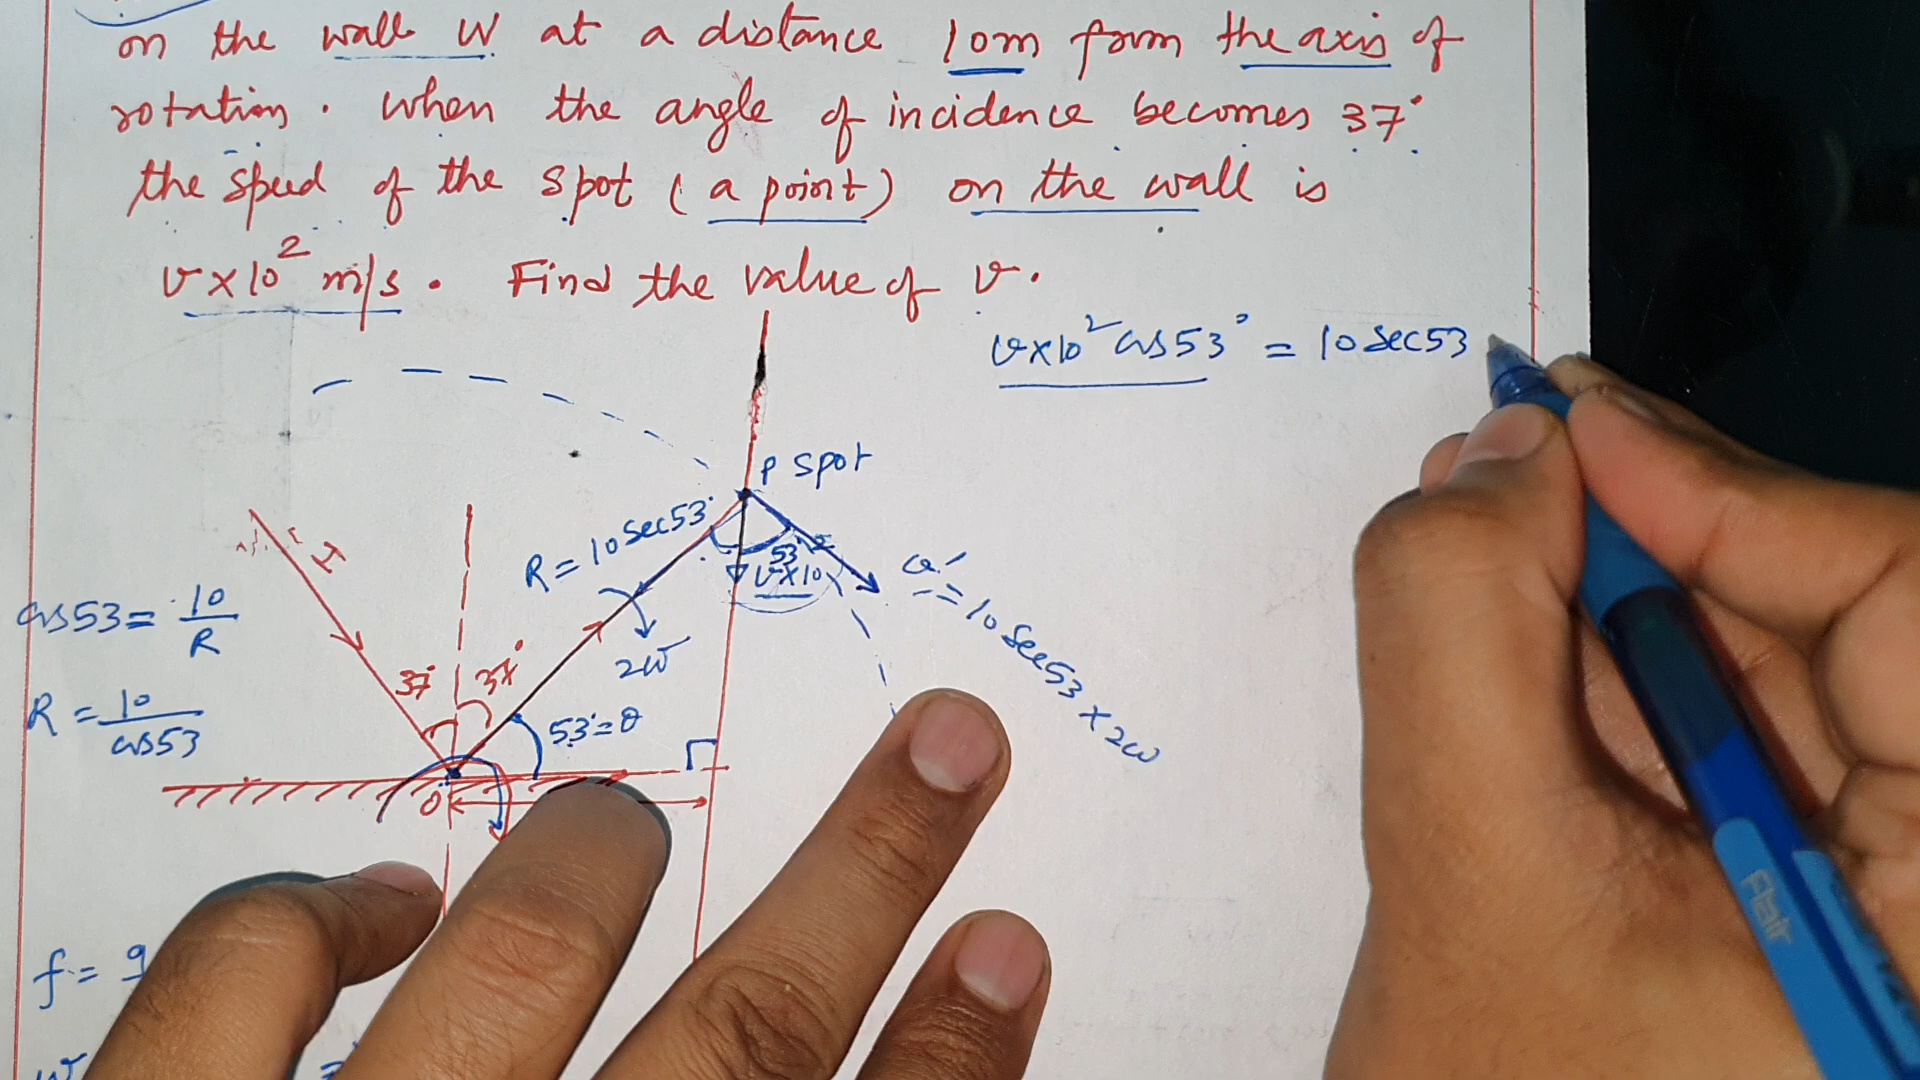 on the wall W at a distance 10m from the axis of
rotation. When the angle of incidence becomes 37°
the speed of the spot (a point) on the wall is
v×10² m/s. Find the value of v.
v×10² cos53° = 10 sec53
P spot
R = 10 sec53°
I
53°
v×10²
v' = 10 sec53 × 2ω
cos53 = 10/R
2ω
37° 37°
R = 10/cos53
53° = θ
O
f = 9
Flair